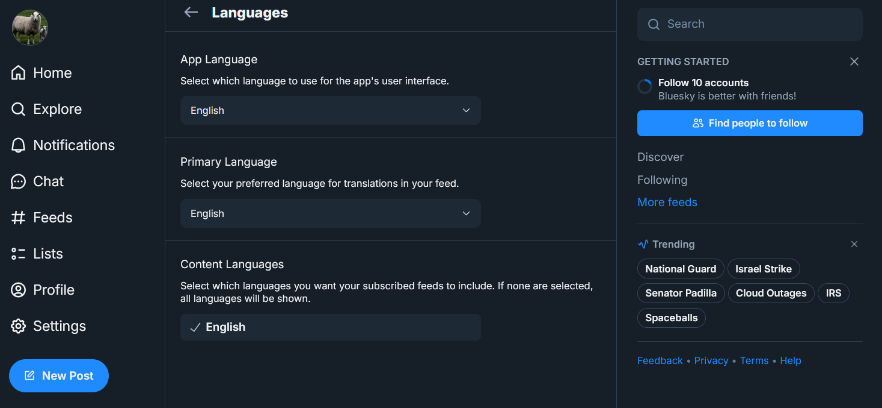 Languages
App Language
Select which language to use for the app's user interface.
English
Primary Language
Select your preferred language for translations in your feed.
English
Content Languages
Select which languages you want your subscribed feeds to include. If none are selected,
all languages will be shown.
English
Home
Explore
Notifications
Chat
Feeds
Lists
Profile
Settings
New Post
Search
GETTING STARTED
Follow 10 accounts
Bluesky is better with friends!
Find people to follow
Discover
Following
More feeds
Trending
National Guard Israel Strike
Senator Padilla Cloud Outages IRS
Spaceballs
Feedback • Privacy • Terms • Help